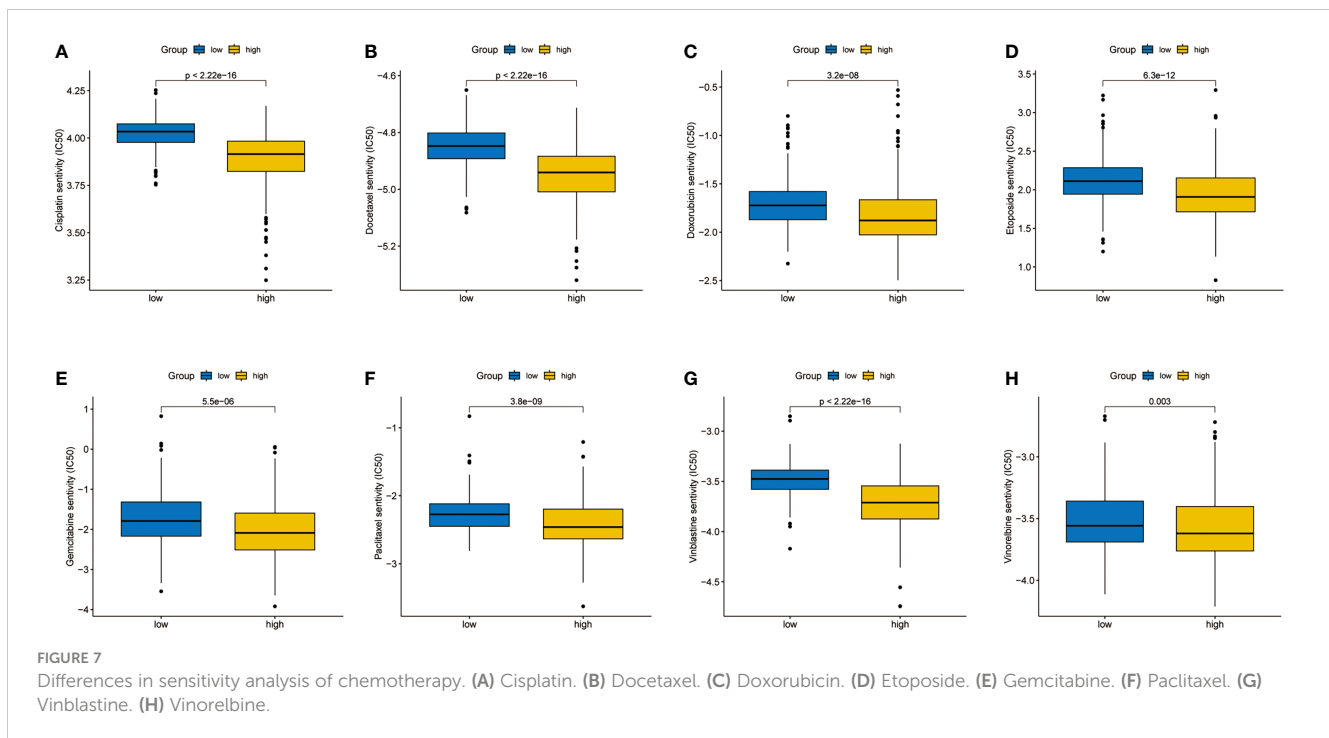 A
Group low high
p < 2.22e−16
Cisplatin sentivity (IC50)
4.25
4.00
3.75
3.50
3.25
low high
B
Group low high
p < 2.22e−16
Docetaxel sentivity (IC50)
−4.6
−4.8
−5.0
−5.2
low high
C
Group low high
3.2e−08
Doxorubicin sentivity (IC50)
−0.5
−1.0
−1.5
−2.0
−2.5
low high
D
Group low high
6.3e−12
Etoposide sentivity (IC50)
3.5
3.0
2.5
2.0
1.5
1.0
low high
E
Group low high
5.5e−06
Gemcitabine sentivity (IC50)
1
0
−1
−2
−3
−4
low high
F
Group low high
3.8e−09
Paclitaxel sentivity (IC50)
−1
−2
−3
low high
G
Group low high
p < 2.22e−16
Vinblastine sentivity (IC50)
−3.0
−3.5
−4.0
−4.5
low high
H
Group low high
0.003
Vinorelbine sentivity (IC50)
−3.0
−3.5
−4.0
low high
FIGURE 7
Differences in sensitivity analysis of chemotherapy. (A) Cisplatin. (B) Docetaxel. (C) Doxorubicin. (D) Etoposide. (E) Gemcitabine. (F) Paclitaxel. (G)
Vinblastine. (H) Vinorelbine.